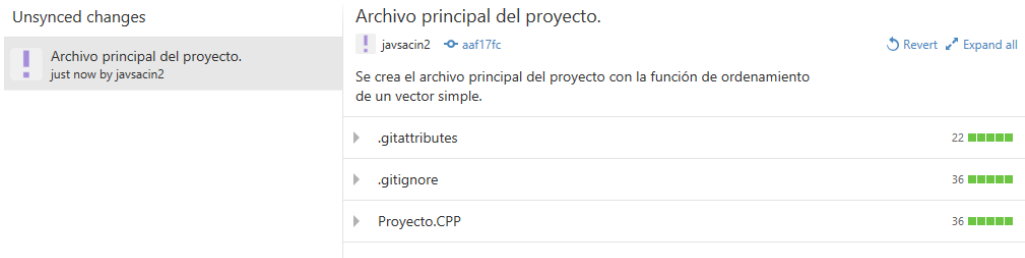 Unsynced changes
Archivo principal del proyecto.
just now by javsacin2
Archivo principal del proyecto.
javsacin2 aaf17fc Revert Expand all
Se crea el archivo principal del proyecto con la función de ordenamiento
de un vector simple.
.gitattributes 22
.gitignore 36
Proyecto.CPP 36